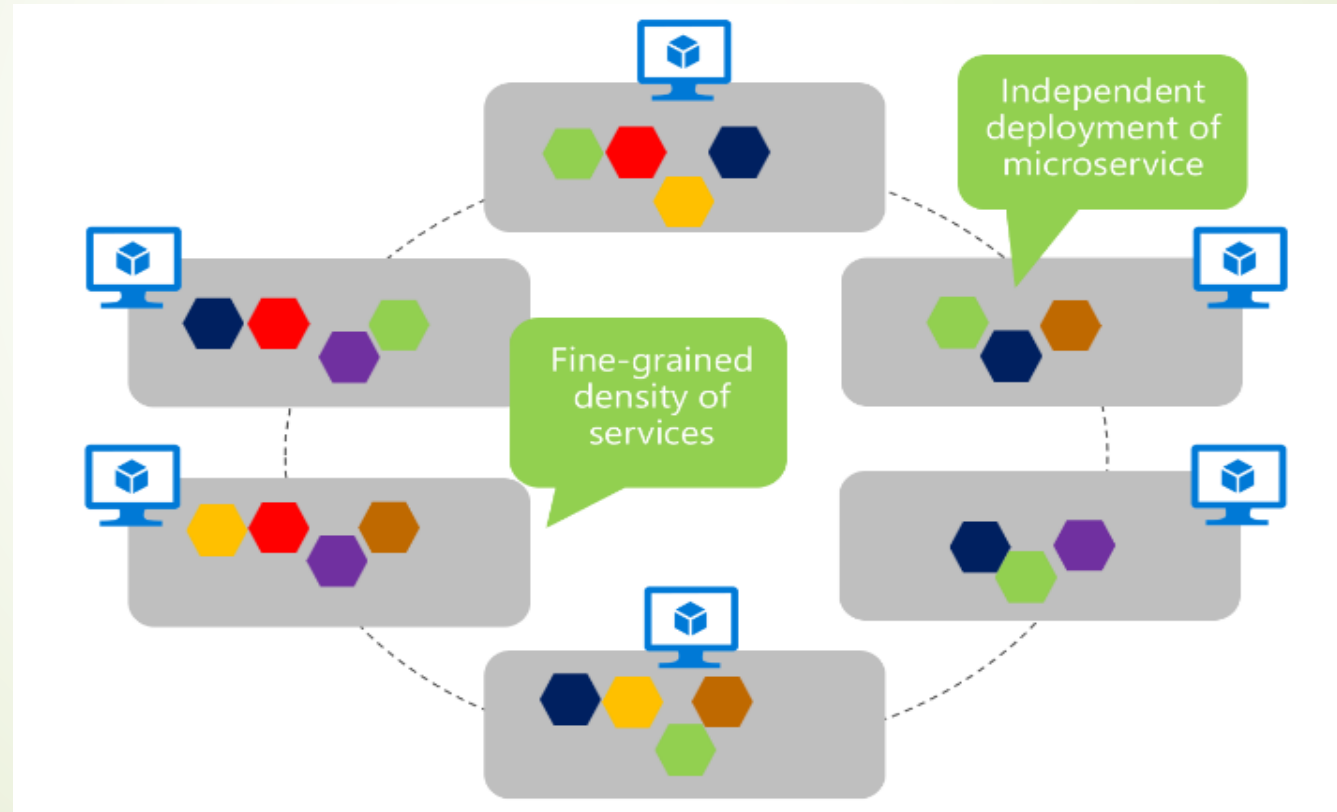 Independent
deployment of
microservice
Fine-grained
density of
services